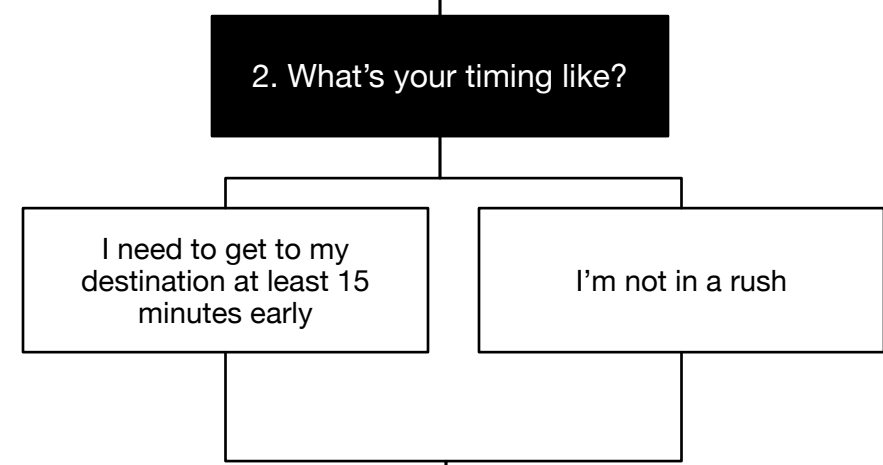 2. What’s your timing like?
I need to get to my
destination at least 15
minutes early
I’m not in a rush